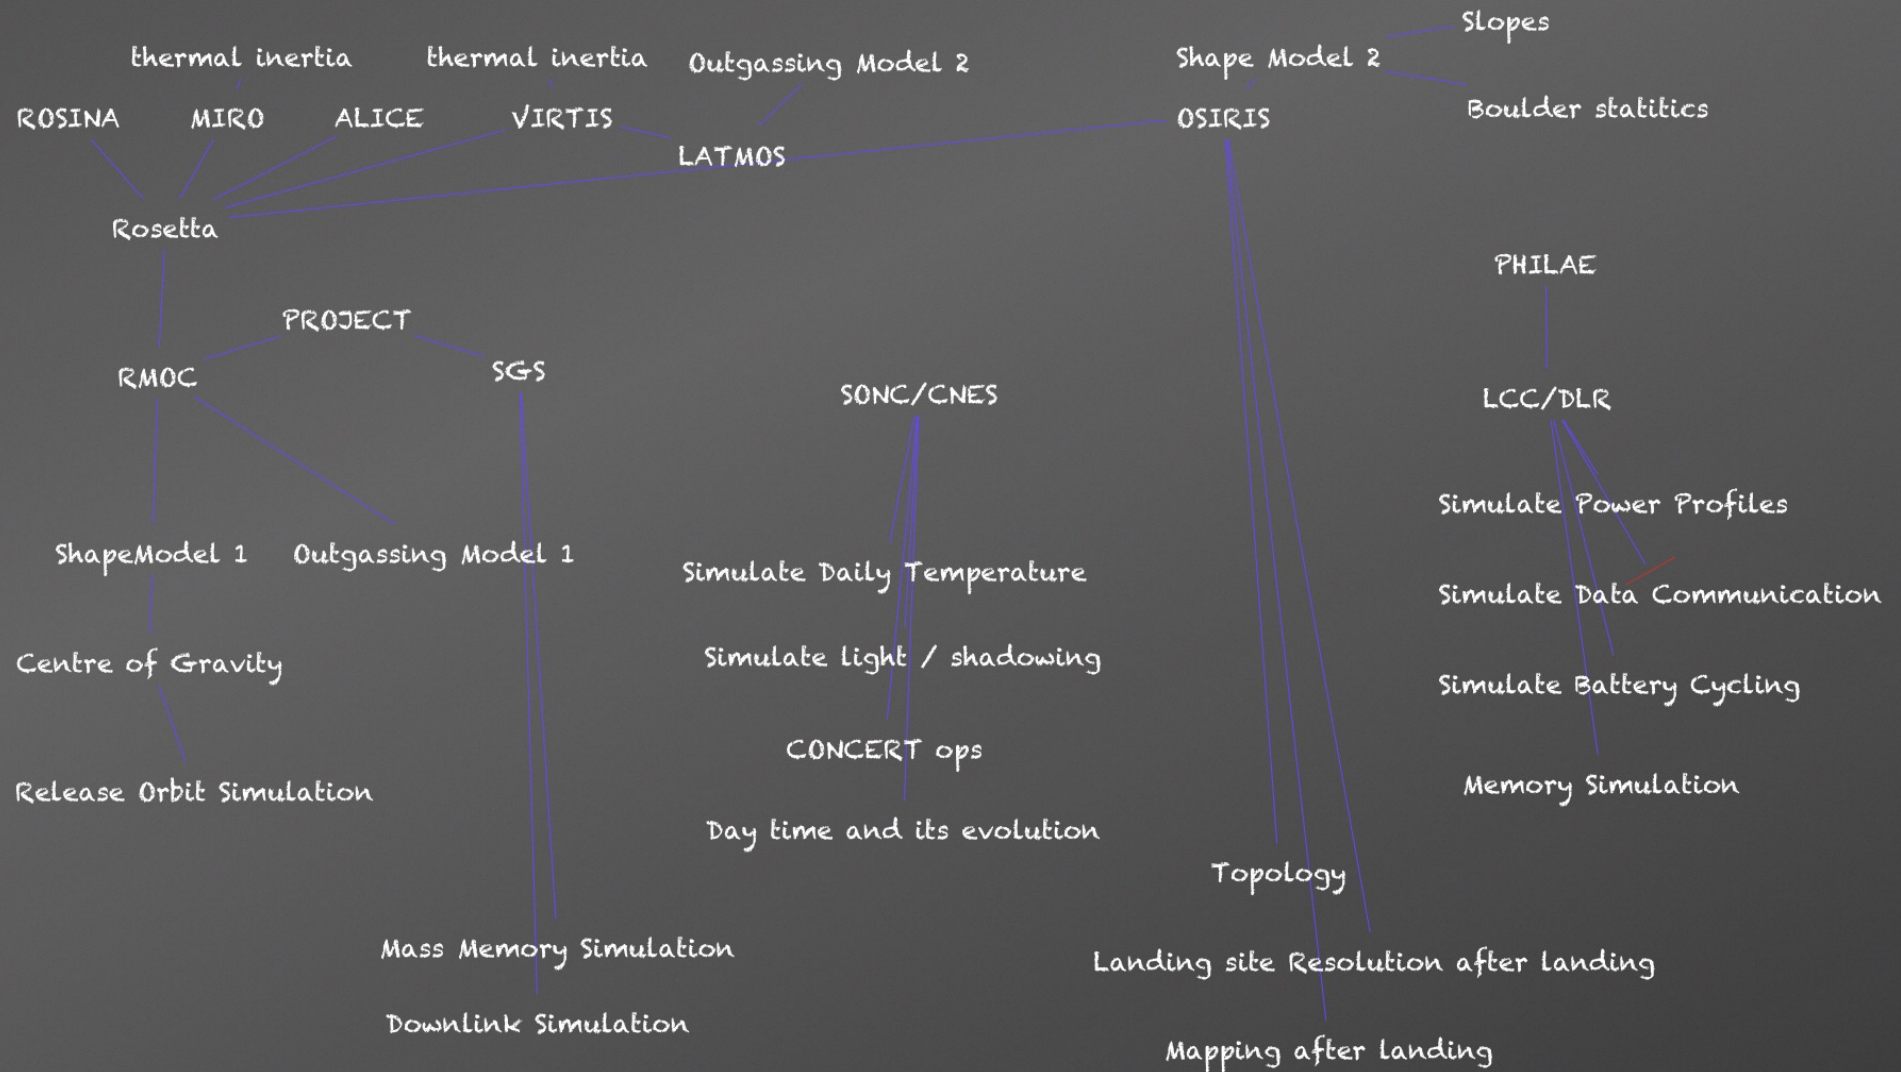 Slopes
thermal inertia
thermal inertia
Outgassing Model 2
Shape Model 2
Boulder statitics
ROSINA
MIRO
ALICE
VIRTIS
OSIRIS
LATMOS
Rosetta
PHILAE
PROJECT
RMOC
SGS
SONC/CNES
LCC/DLR
Simulate Power Profiles
ShapeModel 1
Outgassing Model 1
Simulate Daily Temperature
Simulate Data Communication
Simulate light / shadowing
Centre of Gravity
Simulate Battery Cycling
CONCERT ops
Release Orbit Simulation
Memory Simulation
Day time and its evolution
Topology
Mass Memory Simulation
Landing site Resolution after landing
Downlink Simulation
Mapping after landing